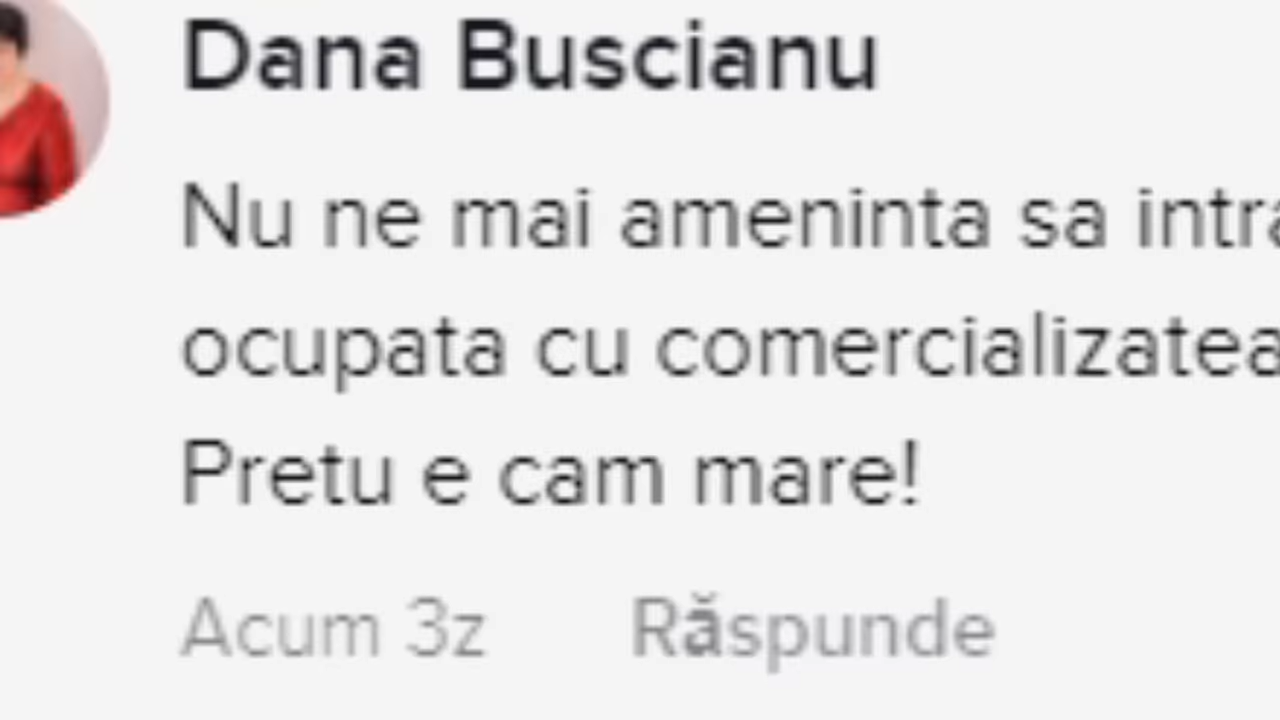 Dana Buscianu
Nu ne mai ameninta sa intra
ocupata cu comercializatea
Pretu e cam mare!
Acum 3z Răspunde